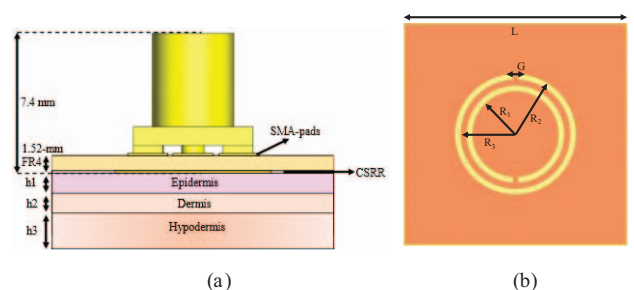 7.4 mm
SMA-pads
1.52-mm
FR4
CSRR
h1
Epidermis
h2
Dermis
h3
Hypodermis
(a)
L
G
R1
R2
R3
(b)